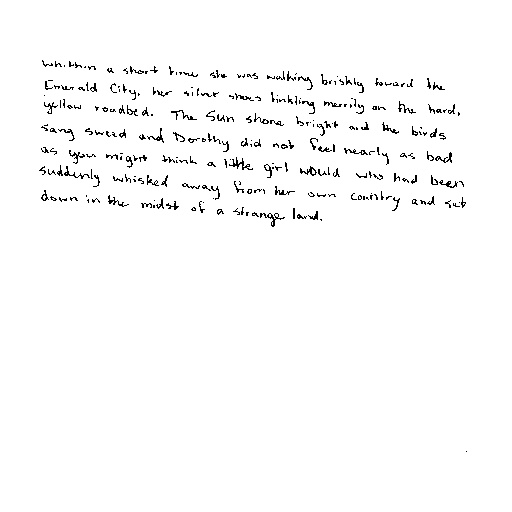 whithin a short time she was walking briskly toward the
Emerald City, her silver shoes tinkling merrily on the hard,
yellow roadbed. The Sun shone bright and the birds
sang sweed and Dorothy did not feel nearly as bad
as you might think a little girl would who had been
suddenly whisked away from her own country and set
down in the midst of a strange land.